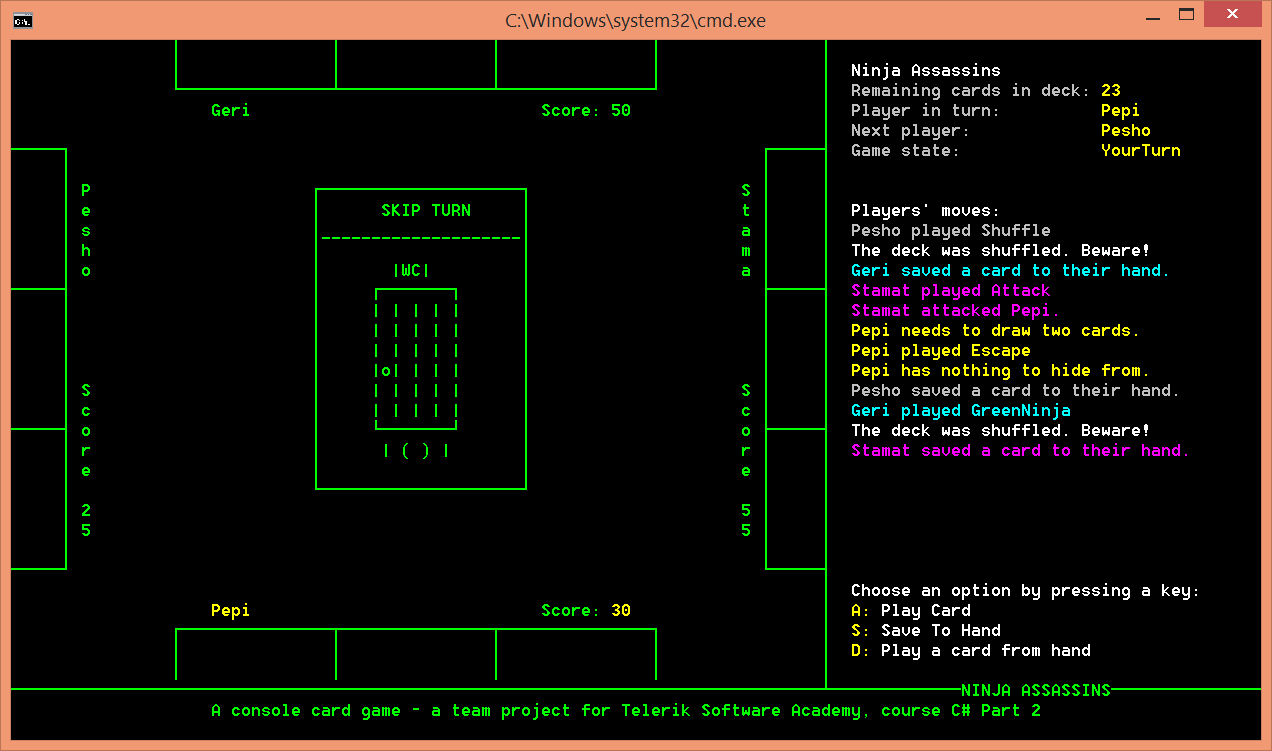 C:\Windows\system32\cmd.exe
Geri Score: 50
Pesho Score 25
SKIP TURN
|WC|
|o| | | |
| ( ) |
Stama Score 55
Pepi Score: 30
Ninja Assassins
Remaining cards in deck: 23
Player in turn: Pepi
Next player: Pesho
Game state: YourTurn
Players' moves:
Pesho played Shuffle
The deck was shuffled. Beware!
Geri saved a card to their hand.
Stamat played Attack
Stamat attacked Pepi.
Pepi needs to draw two cards.
Pepi played Escape
Pepi has nothing to hide from.
Pesho saved a card to their hand.
Geri played GreenNinja
The deck was shuffled. Beware!
Stamat saved a card to their hand.
Choose an option by pressing a key:
A: Play Card
S: Save To Hand
D: Play a card from hand
NINJA ASSASSINS
A console card game - a team project for Telerik Software Academy, course C# Part 2